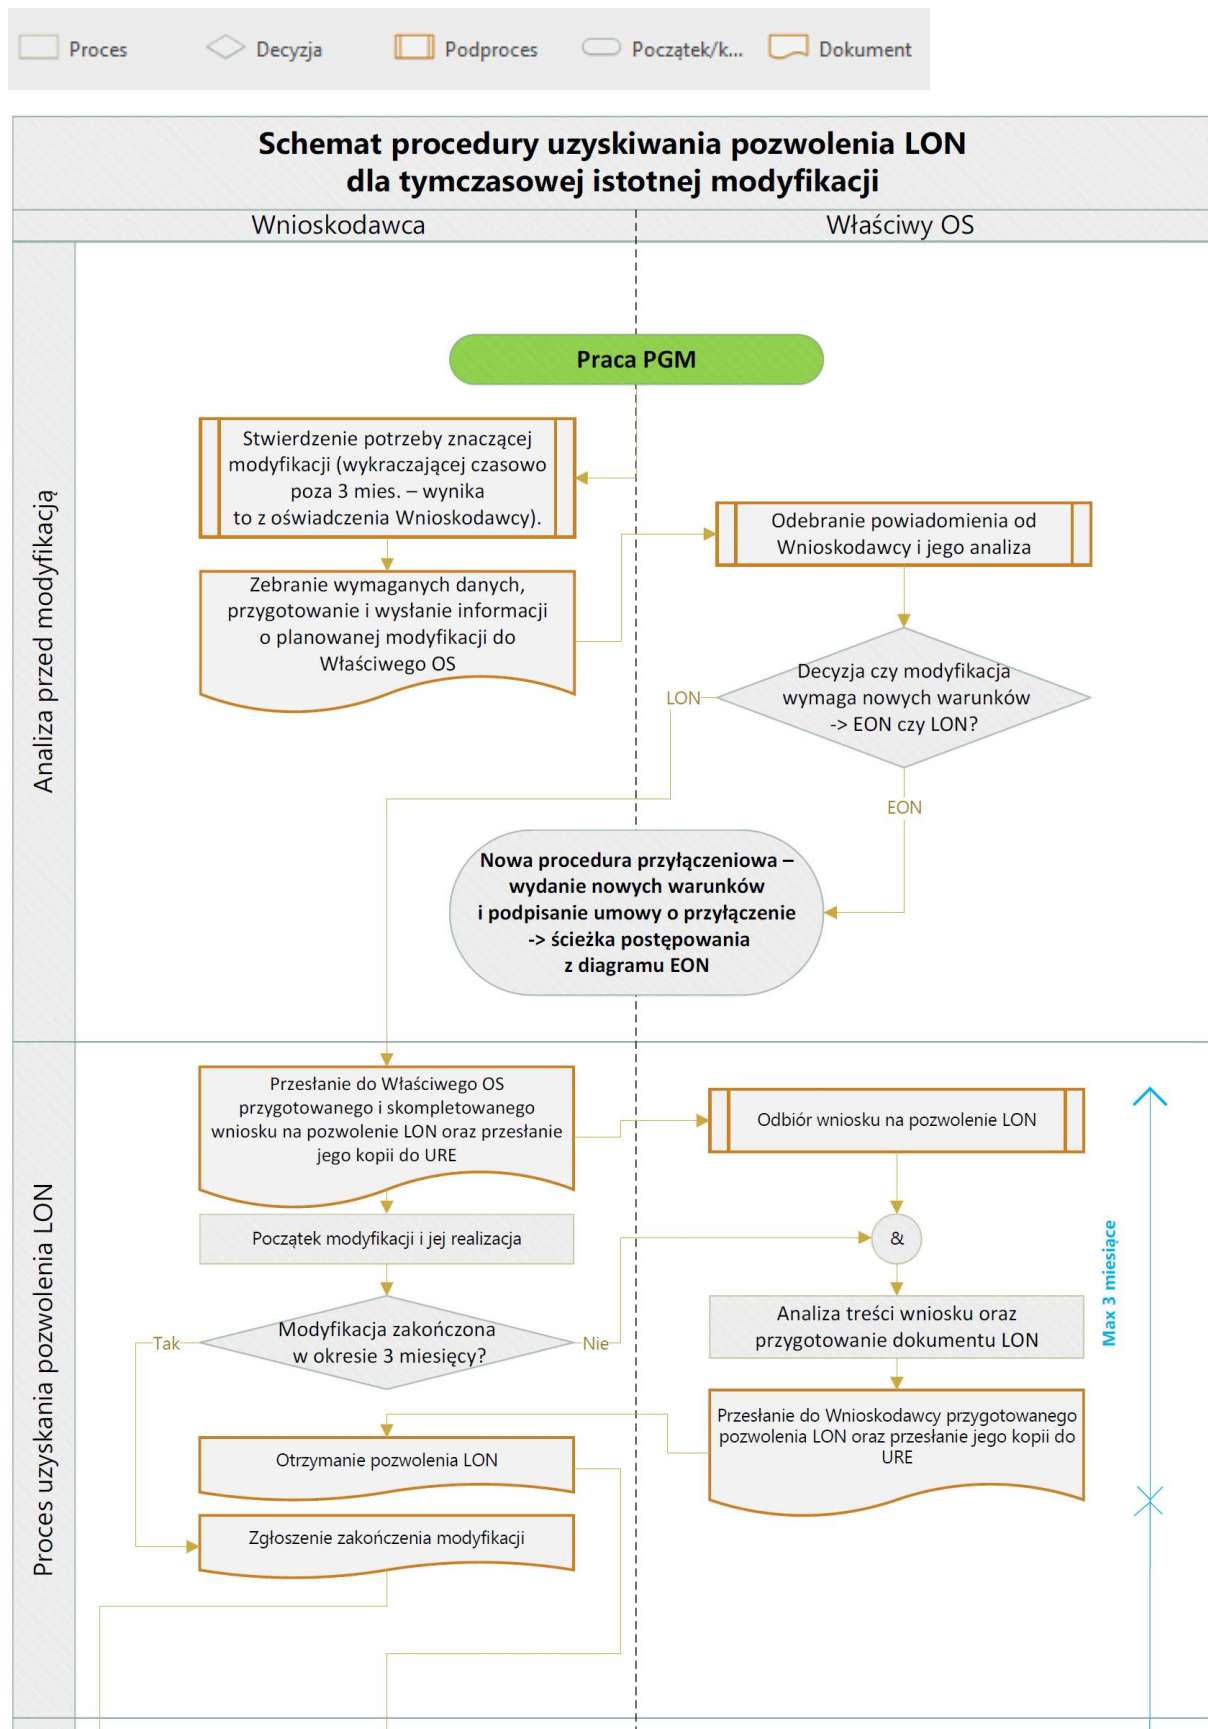 Proces
Decyzja
Podproces
Początek/k...
Dokument
Schemat procedury uzyskiwania pozwolenia LON
dla tymczasowej istotnej modyfikacji
Wnioskodawca
Właściwy OS
Analiza przed modyfikacją
Praca PGM
Stwierdzenie potrzeby znaczącej
modyfikacji (wykraczającej czasowo
poza 3 mies. – wynika
to z oświadczenia Wnioskodawcy).
Odebranie powiadomienia od
Wnioskodawcy i jego analiza
Zebranie wymaganych danych,
przygotowanie i wysłanie informacji
o planowanej modyfikacji do
Właściwego OS
Decyzja czy modyfikacja
wymaga nowych warunków
-> EON czy LON?
LON
EON
Nowa procedura przyłączeniowa –
wydanie nowych warunków
i podpisanie umowy o przyłączenie
-> ścieżka postępowania
z diagramu EON
Proces uzyskania pozwolenia LON
Przesłanie do Właściwego OS
przygotowanego i skompletowanego
wniosku na pozwolenie LON oraz przesłanie
jego kopii do URE
Odbiór wniosku na pozwolenie LON
Początek modyfikacji i jej realizacja
&
Max 3 miesiące
Modyfikacja zakończona
w okresie 3 miesięcy?
Tak
Nie
Analiza treści wniosku oraz
przygotowanie dokumentu LON
Przesłanie do Wnioskodawcy przygotowanego
pozwolenia LON oraz przesłanie jego kopii do
URE
Otrzymanie pozwolenia LON
Zgłoszenie zakończenia modyfikacji